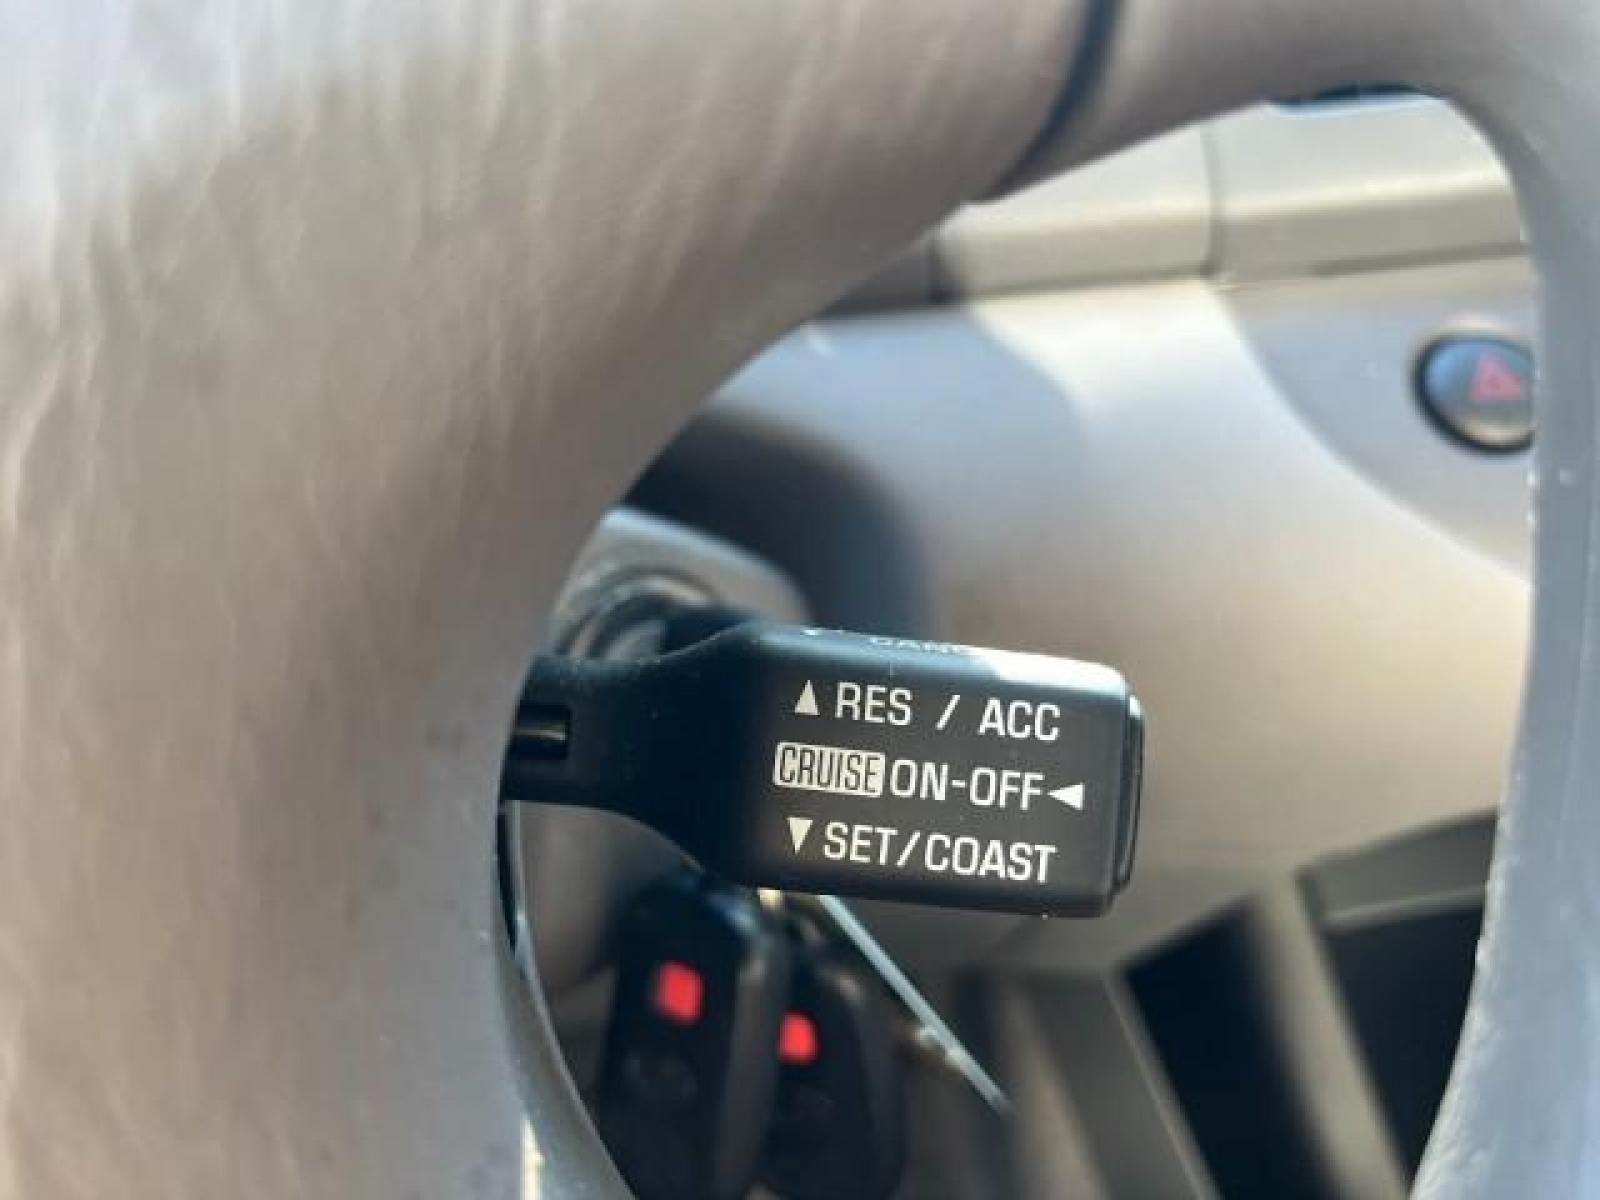 ▲ RES / ACC
CRUISE ON-OFF ◄
▼ SET/COAST